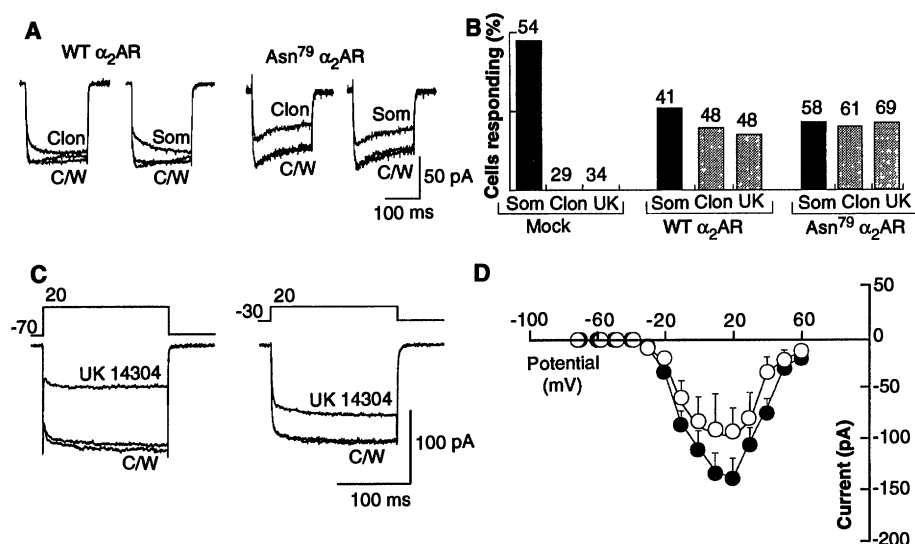 A
WT α₂AR
Asn⁷⁹ α₂AR
Clon
Som
Clon
Som
C/W
C/W
C/W
C/W
50 pA
100 ms
B
Cells responding (%)
54
29
34
41
48
48
58
61
69
Som Clon UK
Som Clon UK
Som Clon UK
Mock
WT α₂AR
Asn⁷⁹ α₂AR
C
20
-70
UK 14304
C/W
20
-30
UK 14304
C/W
100 pA
100 ms
D
50
-100
-60
-20
20
60
0
Potential
(mV)
-50
-100
-150
-200
Current (pA)